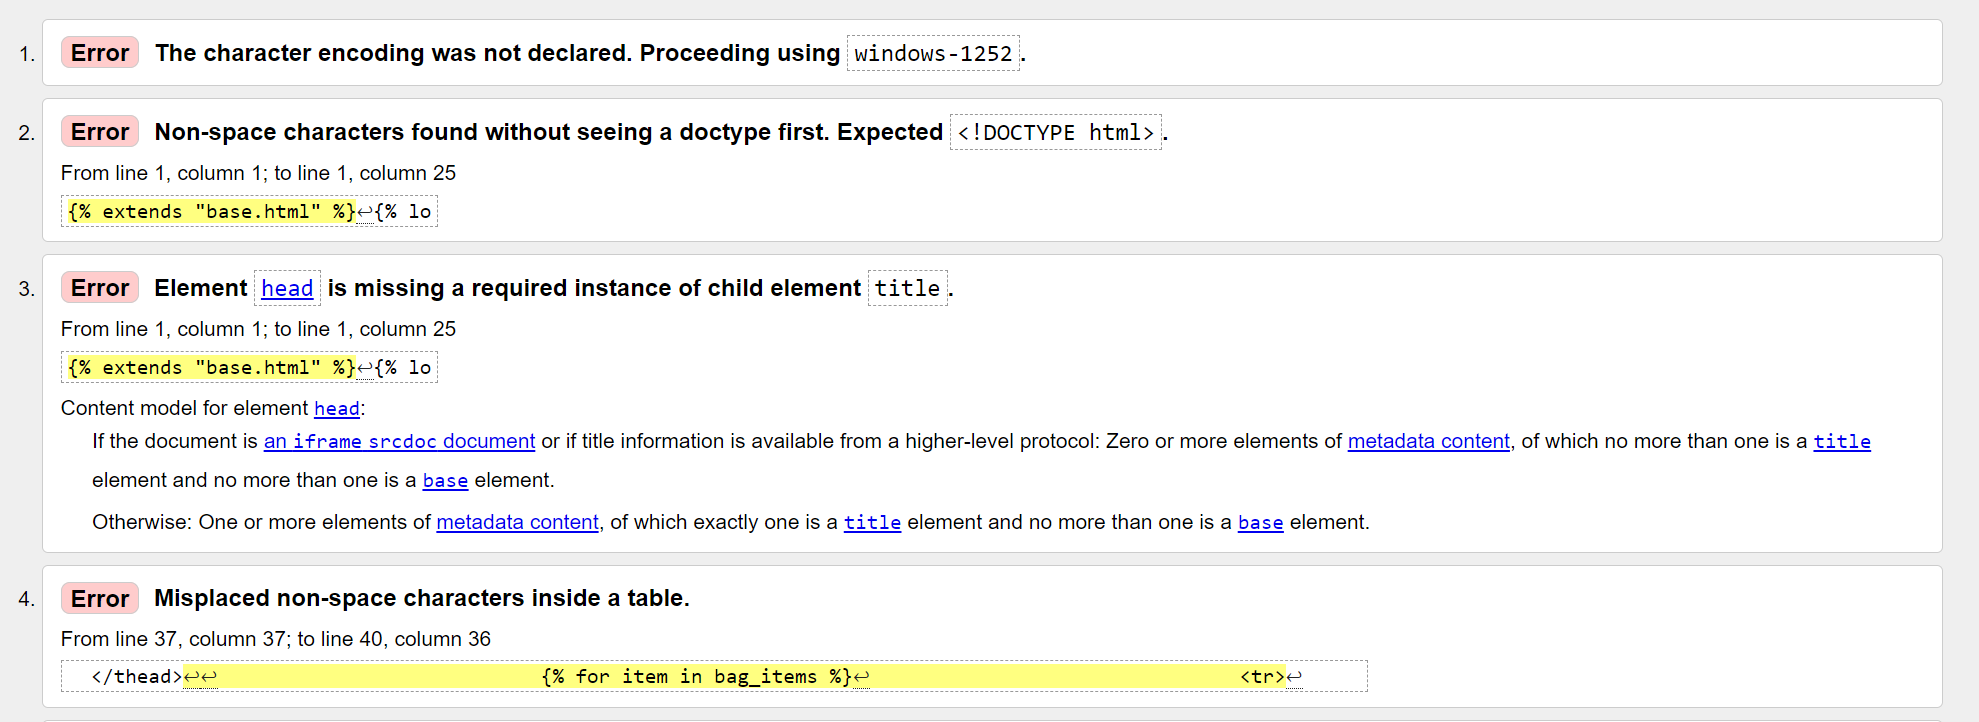 1. Error The character encoding was not declared. Proceeding using windows-1252.
2. Error Non-space characters found without seeing a doctype first. Expected <!DOCTYPE html>.
From line 1, column 1; to line 1, column 25
{% extends "base.html" %}↩{% lo
3. Error Element head is missing a required instance of child element title.
From line 1, column 1; to line 1, column 25
{% extends "base.html" %}↩{% lo
Content model for element head:
If the document is an iframe srcdoc document or if title information is available from a higher-level protocol: Zero or more elements of metadata content, of which no more than one is a title
element and no more than one is a base element.
Otherwise: One or more elements of metadata content, of which exactly one is a title element and no more than one is a base element.
4. Error Misplaced non-space characters inside a table.
From line 37, column 37; to line 40, column 36
</thead>↩↩ {% for item in bag_items %}↩ <tr>↩